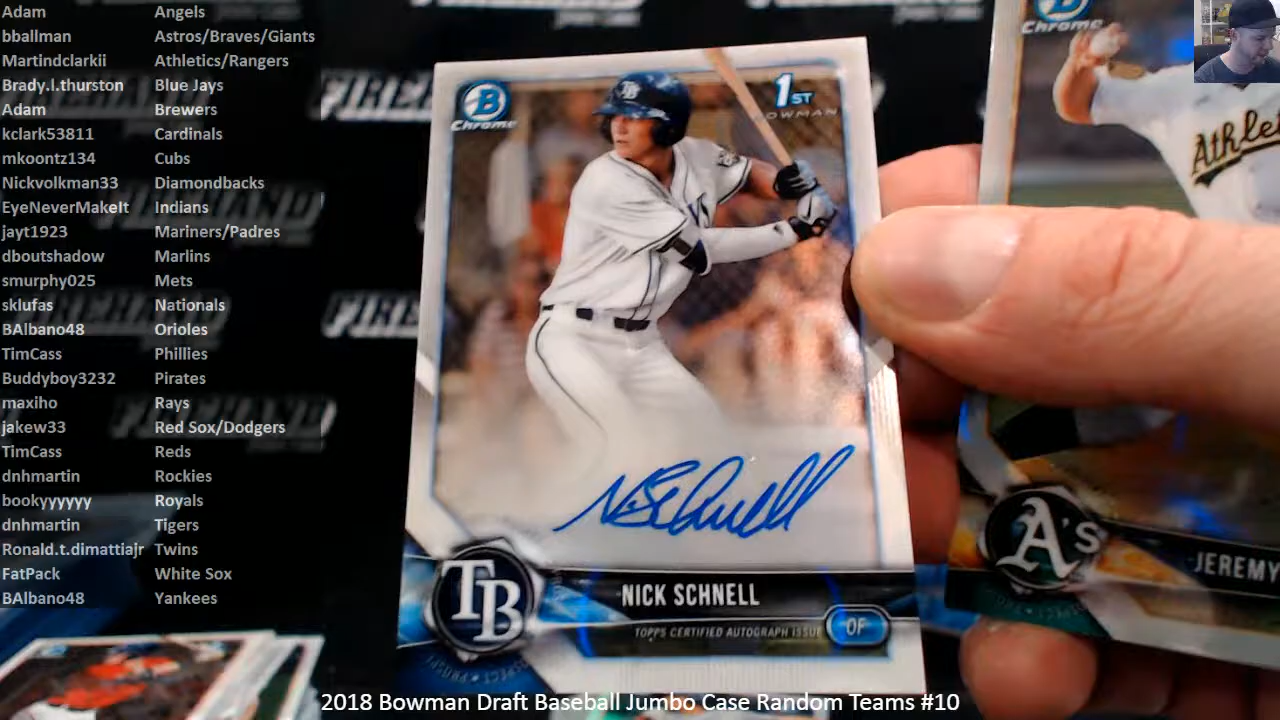 Adam Angels
bballman Astros/Braves/Giants
Martindclarkii Athletics/Rangers
Brady.l.thurston Blue Jays
Adam Brewers
kclark53811 Cardinals
mkoontz134 Cubs
Nickvolkman33 Diamondbacks
EyeNeverMakeIt Indians
jayt1923 Mariners/Padres
dboutshadow Marlins
smurphy025 Mets
sklufas Nationals
BAlbano48 Orioles
TimCass Phillies
Buddyboy3232 Pirates
maxiho Rays
jakew33 Red Sox/Dodgers
TimCass Reds
dnhmartin Rockies
bookyyyyyy Royals
dnhmartin Tigers
Ronald.t.dimattiajr Twins
FatPack White Sox
BAlbano48 Yankees
B
Chrome
1ST
BOWMAN
N Schnell
TB
NICK SCHNELL
TOPPS CERTIFIED AUTOGRAPH ISSUE
OF
Chrome
Athle
A's
JEREMY
2018 Bowman Draft Baseball Jumbo Case Random Teams #10